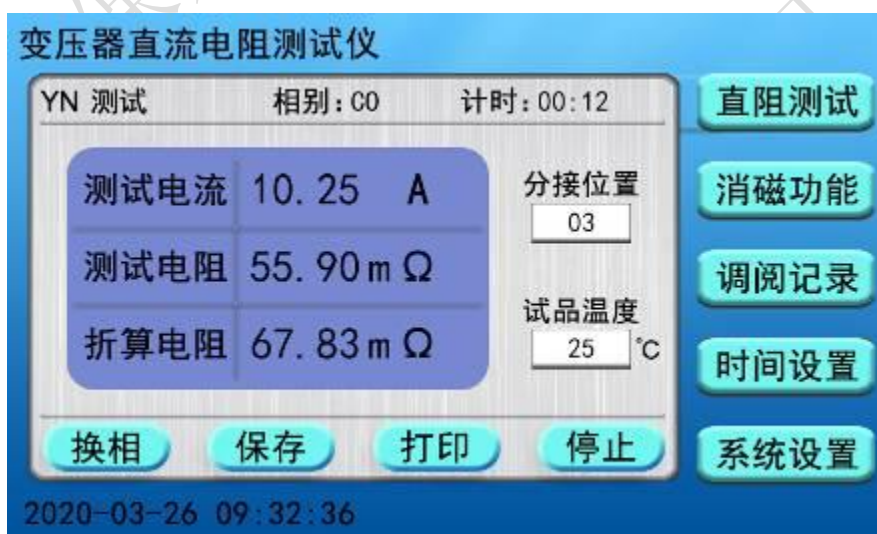 变压器直流电阻测试仪
YN 测试 相别:C0 计时:00:12
直阻测试
测试电流 10.25 A
分接位置
03
消磁功能
测试电阻 55.90mΩ
调阅记录
折算电阻 67.83mΩ
试品温度
25 ℃
时间设置
换相 保存 打印 停止
系统设置
2020-03-26 09:32:36